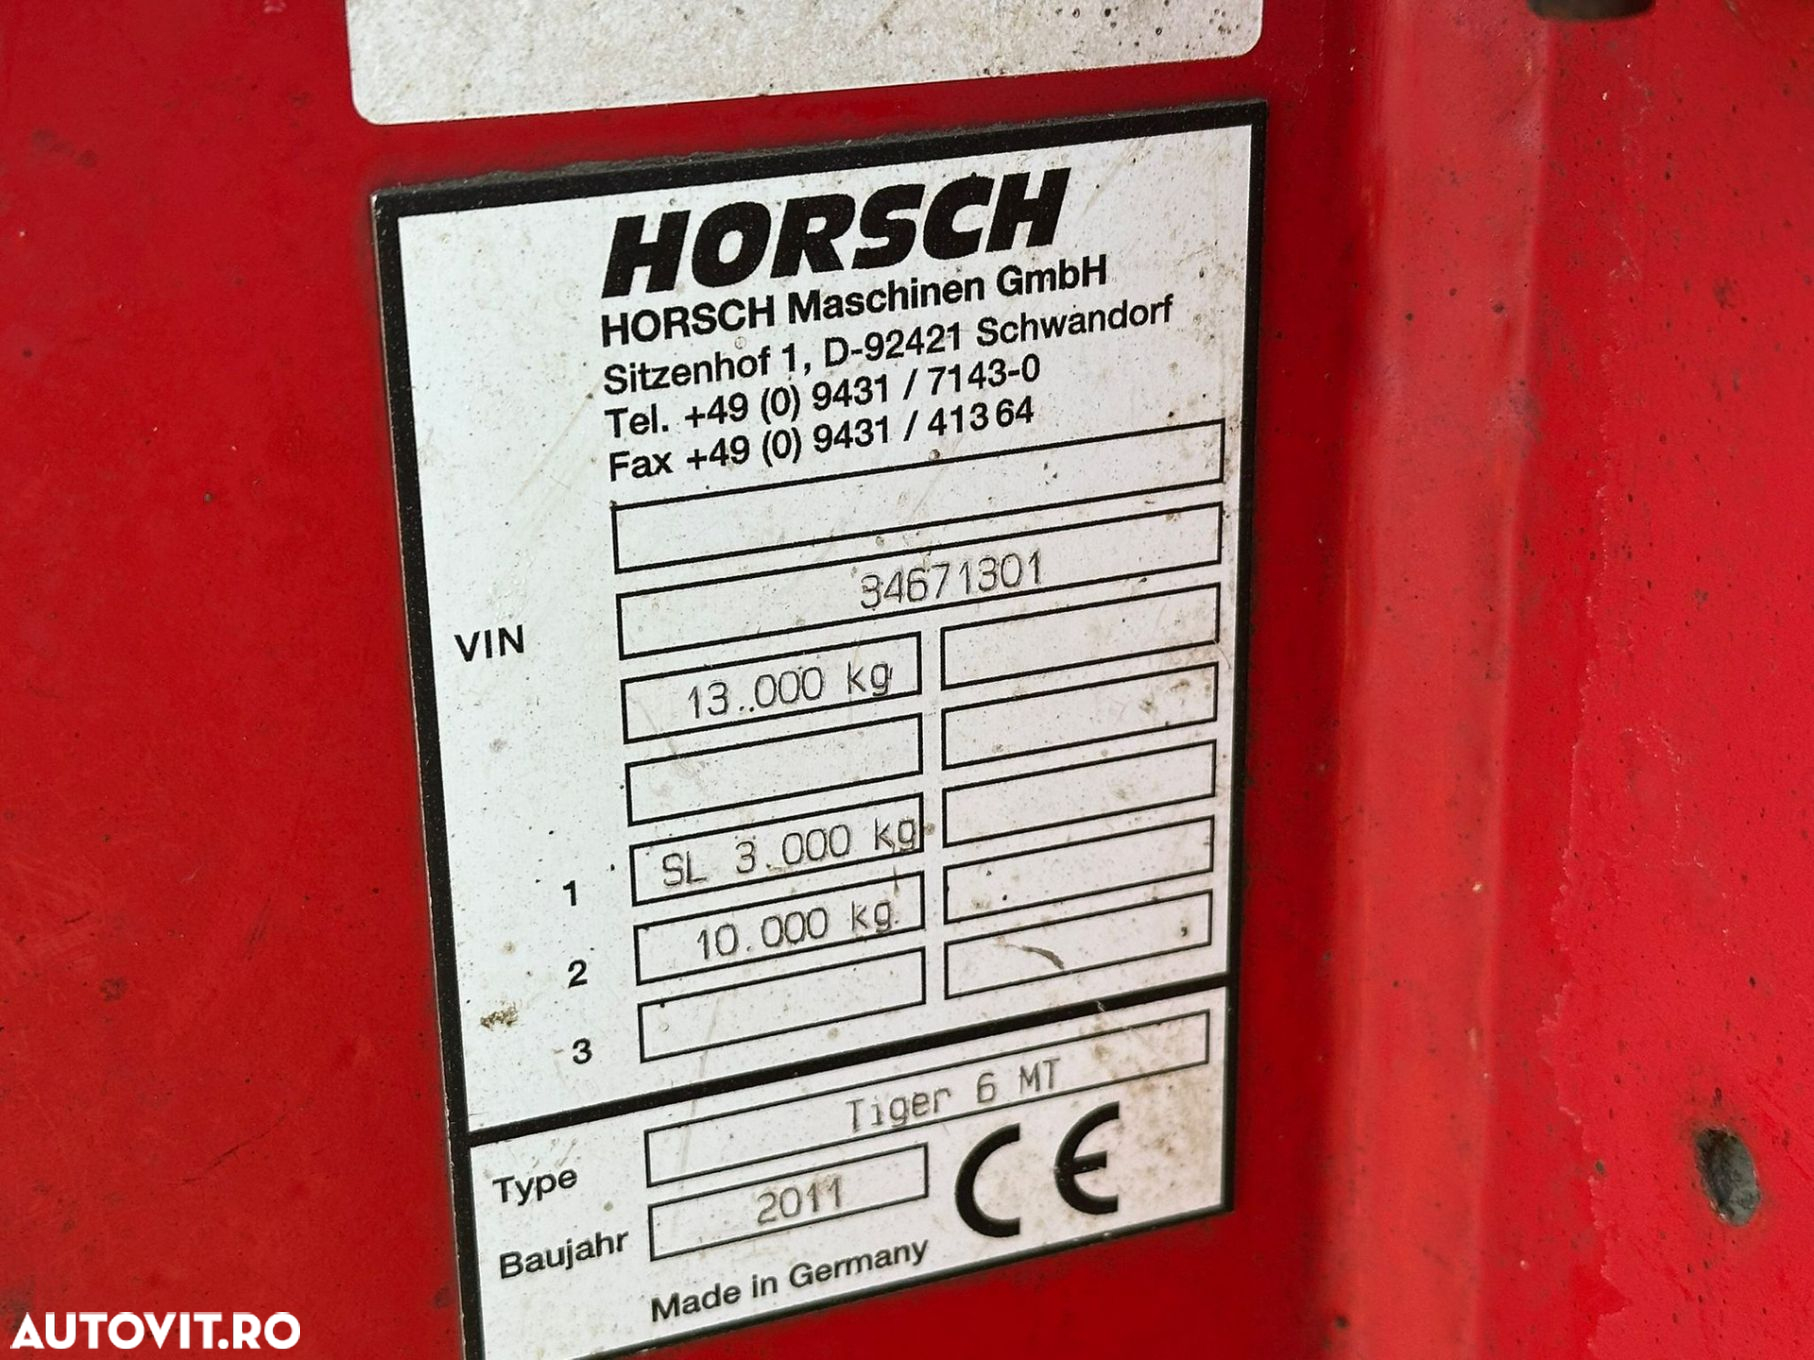 HORSCH
HORSCH Maschinen GmbH
Sitzenhof 1, D-92421 Schwandorf
Tel. +49 (0) 9431 / 7143-0
Fax +49 (0) 9431 / 41364
VIN 34671301
13.000 kg
1 SL 3.000 kg
2 10.000 kg
3
Type Tiger 6 MT
Baujahr 2011 CE
Made in Germany
AUTOVIT.RO